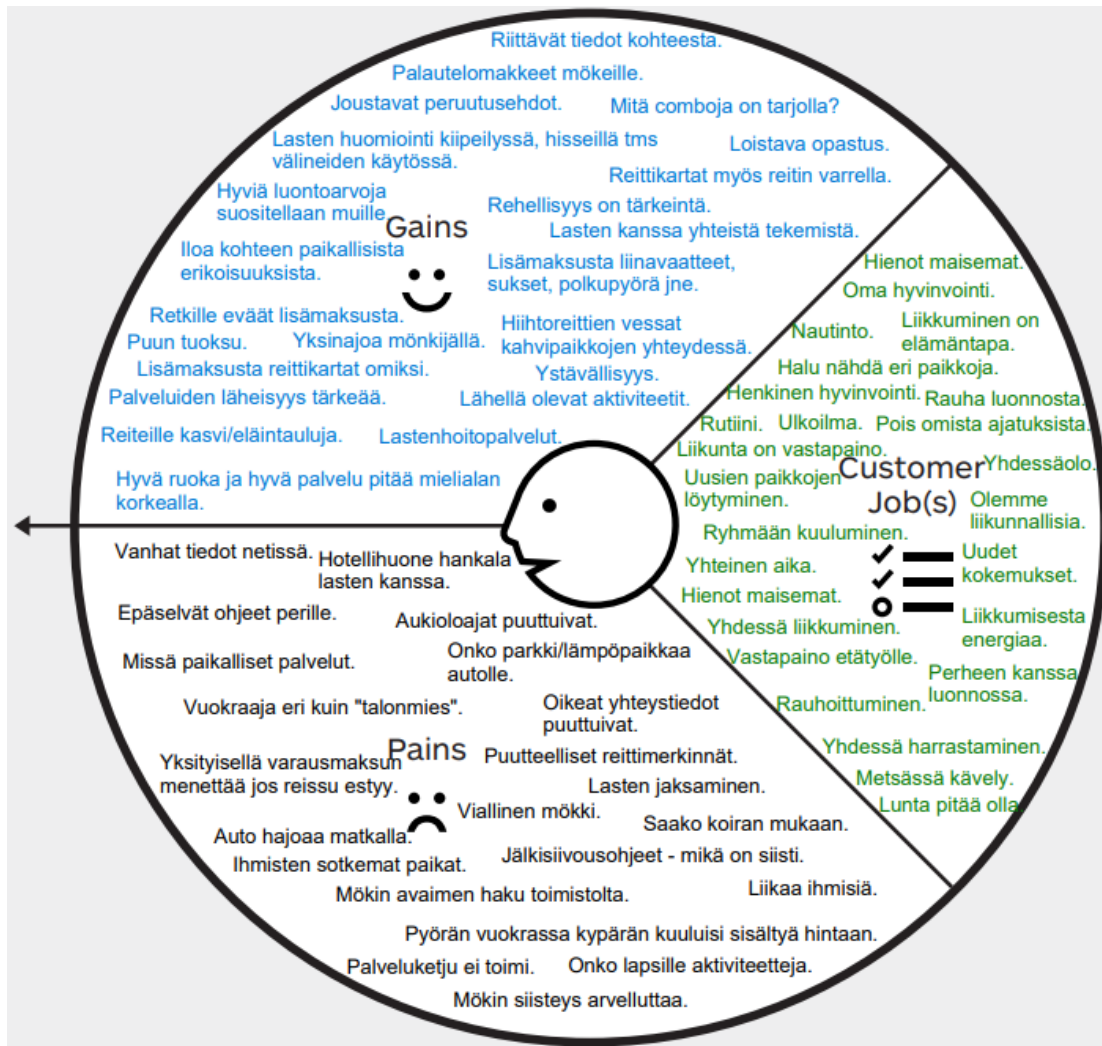 Riittävät tiedot kohteesta.
Palautelomakkeet mökeille.
Joustavat peruutusehdot.
Mitä comboja on tarjolla?
Lasten huomiointi kiipeilyssä, hisseillä tms
välineiden käytössä.
Loistava opastus.
Reittikartat myös reitin varrella.
Hyviä luontoarvoja
suositellaan muille.
Rehellisyys on tärkeintä.
Gains
Lasten kanssa yhteistä tekemistä.
Iloa kohteen paikallisista
erikoisuuksista.
Lisämaksusta liinavaatteet,
sukset, polkupyörä jne.
Retkille eväät lisämaksusta.
Puun tuoksu.
Yksinajoa mönkijällä.
Hiihtoreittien vessat
kahvipaikkojen yhteydessä.
Lisämaksusta reittikartat omiksi.
Ystävällisyys.
Palveluiden läheisyys tärkeää.
Lähellä olevat aktiviteetit.
Reiteille kasvi/eläintauluja.
Lastenhoitopalvelut.
Hyvä ruoka ja hyvä palvelu pitää mielialan
korkealla.
Hienot maisemat.
Oma hyvinvointi.
Nautinto.
Liikkuminen on
elämäntapa.
Halu nähdä eri paikkoja.
Henkinen hyvinvointi.
Rauha luonnosta.
Rutiini.
Ulkoilma.
Pois omista ajatuksista.
Liikunta on vastapaino.
Customer
Job(s)
Yhdessäolo.
Uusien paikkojen
löytyminen.
Olemme
liikunnallisia.
Ryhmään kuuluminen.
Yhteinen aika.
Uudet
kokemukset.
Hienot maisemat.
Liikkumisesta
energiaa.
Yhdessä liikkuminen.
Vastapaino etätyölle.
Perheen kanssa
luonnossa.
Rauhoittuminen.
Yhdessä harrastaminen.
Metsässä kävely.
Lunta pitää olla
Vanhat tiedot netissä.
Hotellihuone hankala
lasten kanssa.
Epäselvät ohjeet perille.
Aukioloajat puuttuivat.
Missä paikalliset palvelut.
Onko parkki/lämpöpaikkaa
autolle.
Vuokraaja eri kuin "talonmies".
Oikeat yhteystiedot
puuttuivat.
Pains
Yksityisellä varausmaksun
menettää jos reissu estyy.
Puutteelliset reittimerkinnät.
Lasten jaksaminen.
Viallinen mökki.
Saako koiran mukaan.
Auto hajoaa matkalla.
Ihmisten sotkemat paikat.
Jälkisiivousohjeet - mikä on siisti.
Mökin avaimen haku toimistolta.
Liikaa ihmisiä.
Pyörän vuokrassa kypärän kuuluisi sisältyä hintaan.
Palveluketju ei toimi.
Onko lapsille aktiviteetteja.
Mökin siisteys arvelluttaa.